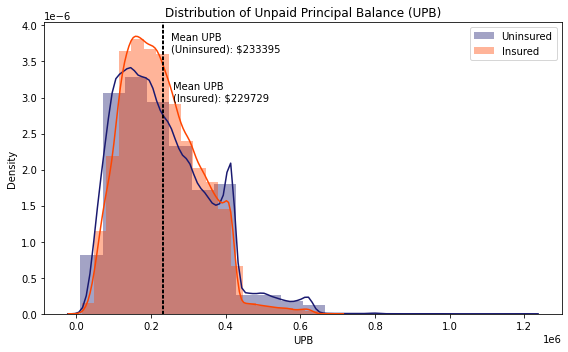 Distribution of Unpaid Principal Balance (UPB)
1e−6
4.0
3.5
3.0
2.5
2.0
1.5
1.0
0.5
0.0
Density
Mean UPB
(Uninsured): $233395
Mean UPB
(Insured): $229729
Uninsured
Insured
0.0 0.2 0.4 0.6 0.8 1.0 1.2
1e6
UPB